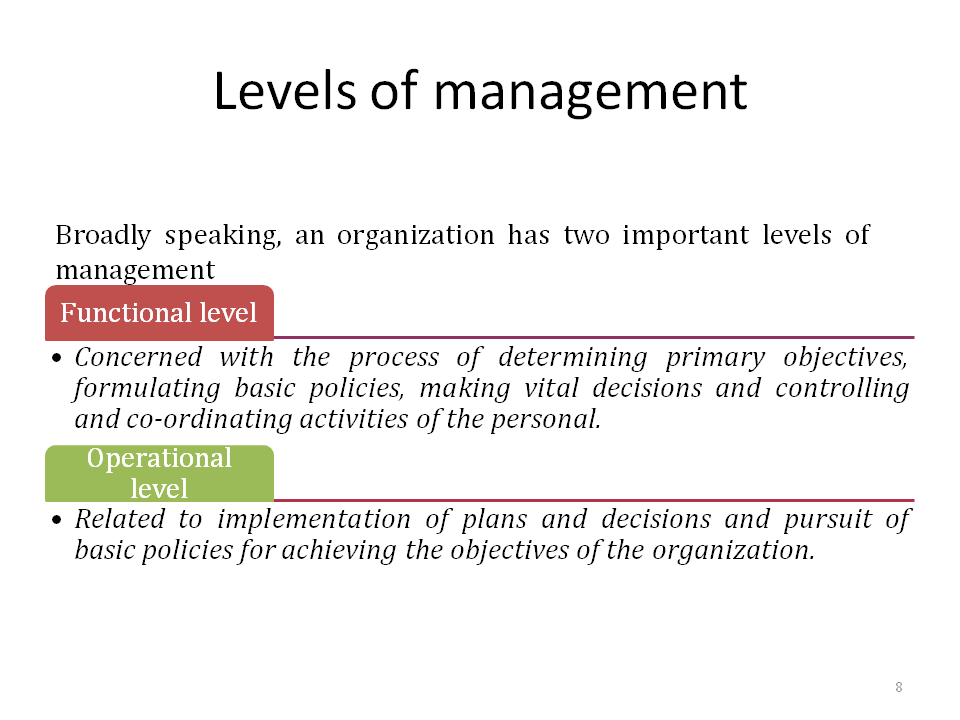 Levels of management
Broadly speaking, an organization has two important levels of
management
Functional level
• Concerned with the process of determining primary objectives,
formulating basic policies, making vital decisions and controlling
and co-ordinating activities of the personal.
Operational
level
• Related to implementation of plans and decisions and pursuit of
basic policies for achieving the objectives of the organization.
8